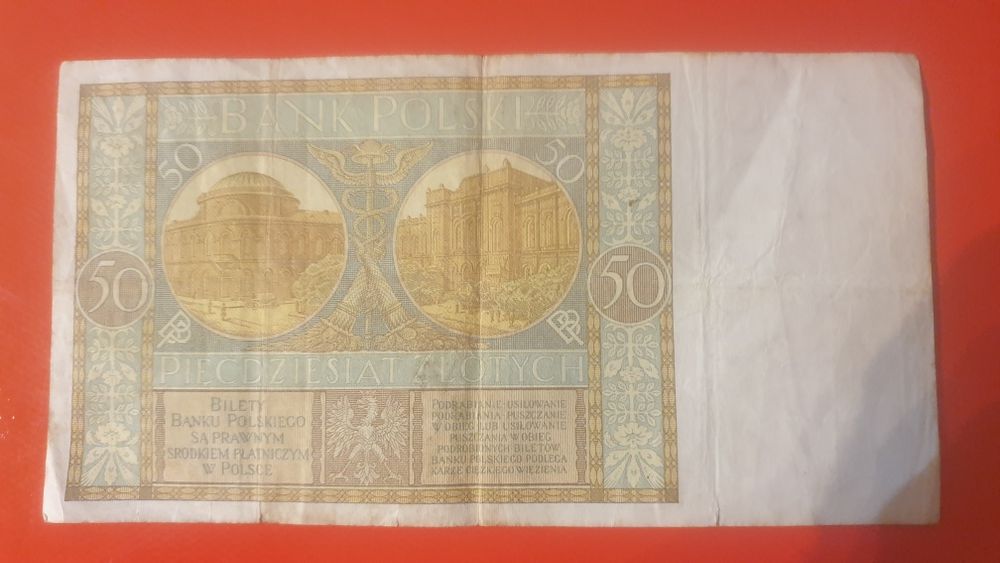 BANK POLSKI
50 50
50 50
PIĘĆDZIESIĄT ZŁOTYCH
BILETY
BANKU POLSKIEGO
SĄ PRAWNYM
ŚRODKIEM PŁATNICZYM
W POLSCE
PODRABIANIE, USIŁOWANIE
PODRABIANIA, PUSZCZANIE
W OBIEG LUB USIŁOWANIE
PUSZCZANIA W OBIEG
PODROBIONYCH BILETÓW
BANKU POLSKIEGO PODLEGA
KARZE CIĘŻKIEGO WIĘZIENIA